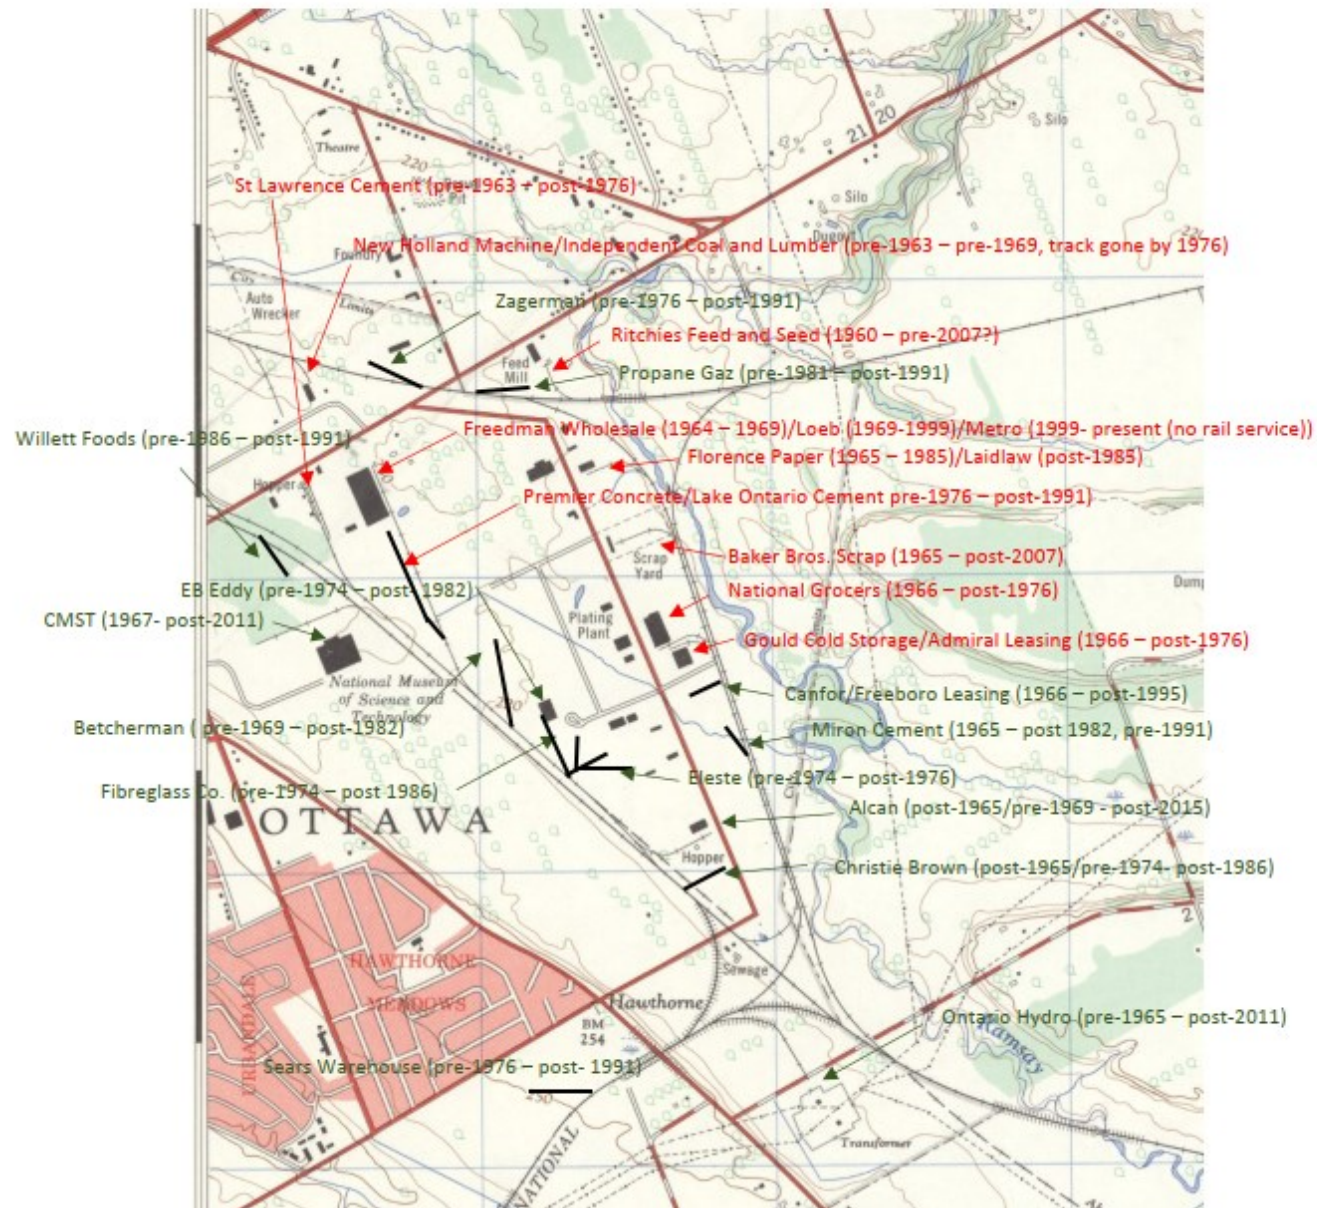 21 20
Silo
Theatre
220
Pit
St Lawrence Cement (pre-1963 – post-1976)
Silo
Dugout
New Holland Machine/Independent Coal and Lumber (pre-1963 – pre-1969, track gone by 1976)
Foundry
Auto
Wrecker
Limits
Zagerman (pre-1976 – post-1991)
210
Ritchies Feed and Seed (1960 – pre-2007?)
Feed
Mill
Propane Gaz (pre-1981 – post-1991)
Freedman Wholesale (1964 – 1969)/Loeb (1969-1999)/Metro (1999- present (no rail service))
Willett Foods (pre-1986 – post-1991)
Florence Paper (1965 – 1985)/Laidlaw (post-1985)
Hopper
Premier Concrete/Lake Ontario Cement pre-1976 – post-1991)
Baker Bros. Scrap (1965 – post-2007)
Scrap
Yard
EB Eddy (pre-1974 – post- 1982)
National Grocers (1966 – post-1976)
Dump
CMST (1967- post-2011)
Plating
Plant
Gould Cold Storage/Admiral Leasing (1966 – post-1976)
National Museum
of Science and
Technology
Canfor/Freeboro Leasing (1966 – post-1995)
Betcherman ( pre-1969 – post-1982)
Miron Cement (1965 – post 1982, pre-1991)
Eleste (pre-1974 – post-1976)
Fibreglass Co. (pre-1974 – post 1986)
Alcan (post-1965/pre-1969 - post-2015)
OTTAWA
Hopper
Christie Brown (post-1965/pre-1974- post-1986)
2
HAWTHORNE
MEADOWS
Sewage
URBANDALE
Hawthorne
BM
254
Ontario Hydro (pre-1965 – post-2011)
Ramsay
Sears Warehouse (pre-1976 – post- 1991)
250
Transformer
NATIONAL